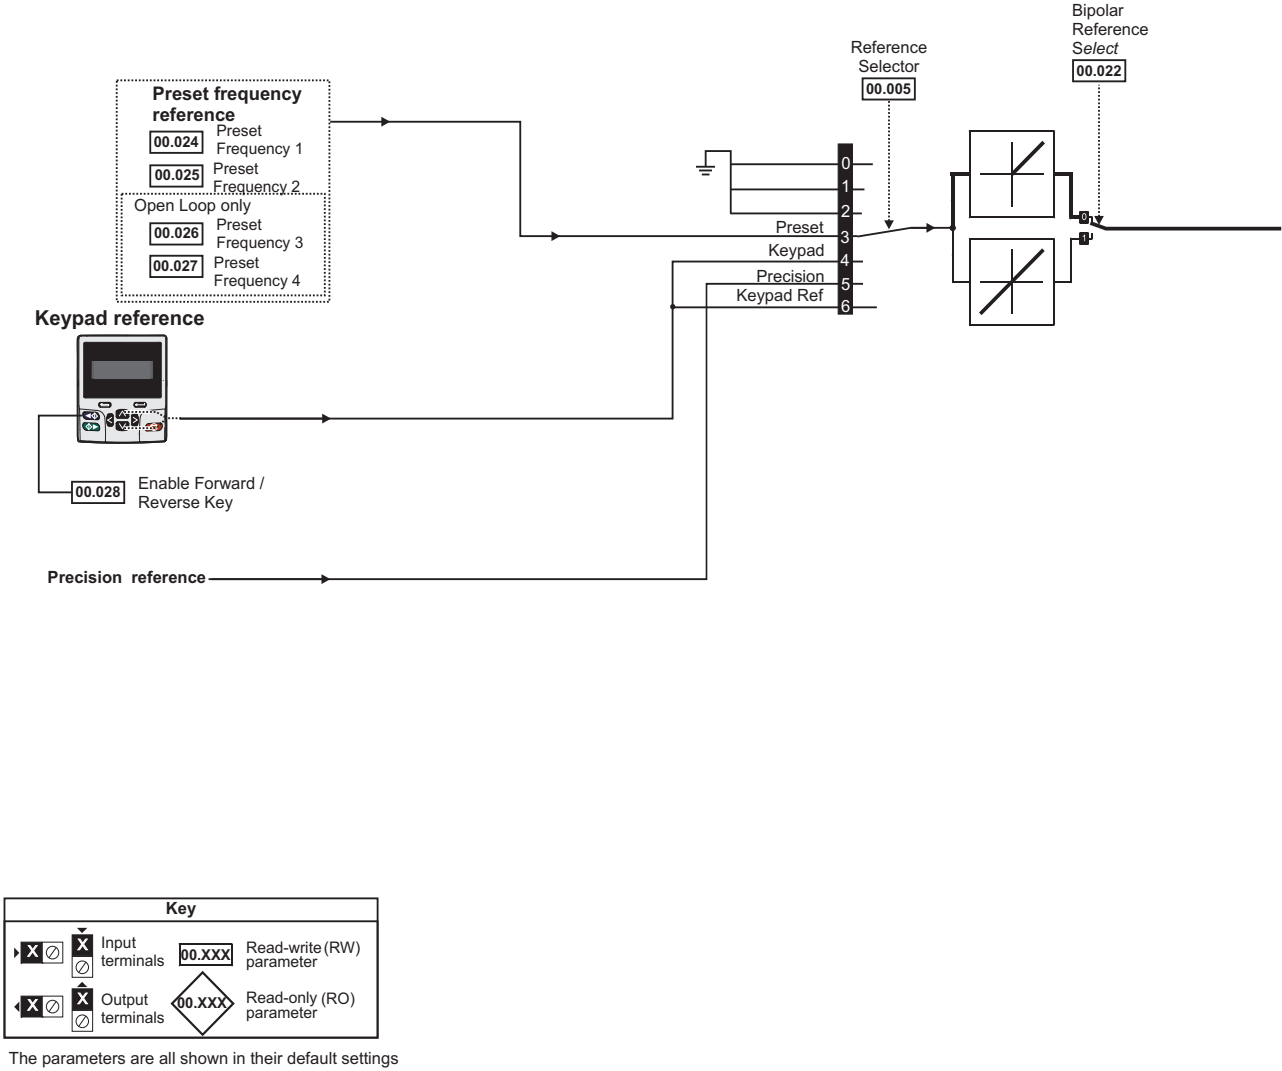 Bipolar
Reference
Select
00.022
Reference
Selector
00.005
Preset frequency
reference
00.024
Preset
Frequency 1
00.025
Preset
Frequency 2
Open Loop only
00.026
Preset
Frequency 3
00.027
Preset
Frequency 4
0
1
2
Preset
3
Keypad
4
Precision
5
Keypad Ref
6
0
1
Keypad reference
00.028
Enable Forward /
Reverse Key
Precision reference
Key
X
X
Input
terminals
00.XXX
Read-write (RW)
parameter
X
X
Output
terminals
00.XXX
Read-only (RO)
parameter
The parameters are all shown in their default settings